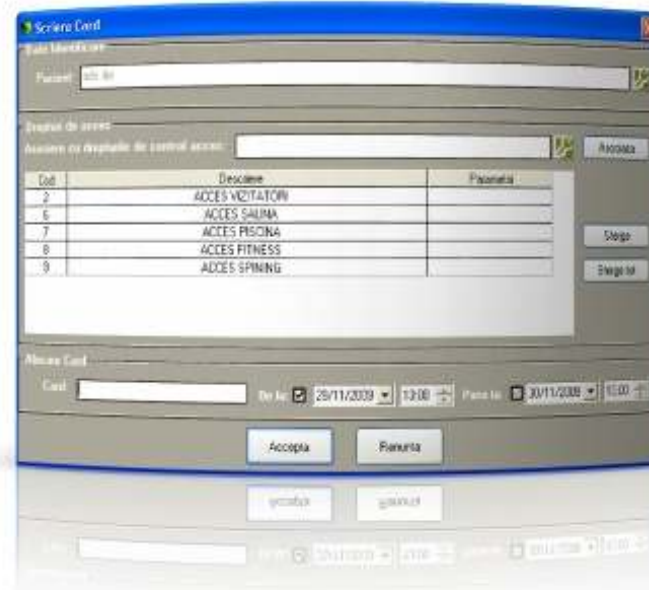 Scriere Card
Date Identificare
Pacient
Drepturi de acces
Asociere cu drepturile de control acces:
Asociaza
Cod Descriere Parametrii
2 ACCES VIZITATORI
6 ACCES SAUNA
7 ACCES PISCINA
8 ACCES FITNESS
9 ACCES SPINING
Sterge
Sterge tot
Alocare Card
Card De la: 29/11/2009 13:00 Pana la: 30/11/2009
Accepta Renunta